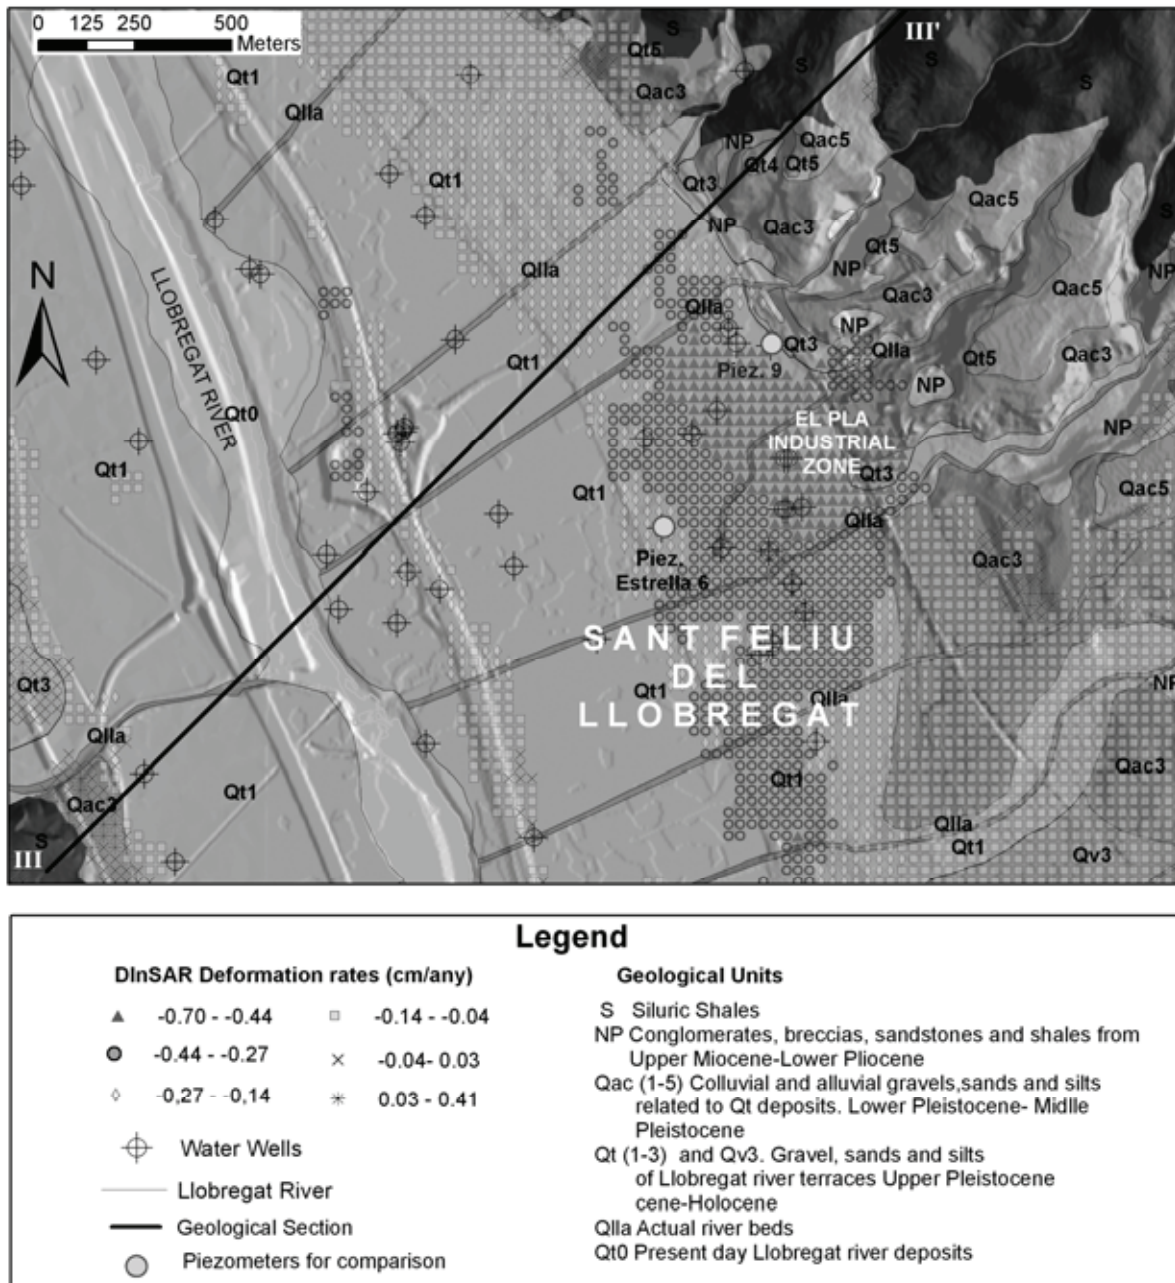 0 125 250 500
Meters
III'
S
S
S
S
Qt5
Qt1
Qac3
Qlla
NP
Qac5
Qt4
Qt5
Qt1
Qt3
Qac5
S
NP
Qac3
Qt5
Qlla
NP
NP
N
LLOBREGAT RIVER
Qac5
Qac3
Qlla
NP
Qt3
Qlla
Qt1
Qt5
Qac3
Piez. 9
NP
Qt0
EL PLA
INDUSTRIAL
ZONE
NP
Qt1
Qt3
Qt1
Qac5
Qlla
Piez.
Estrella 6
Qac3
SANT FELIU
DEL
LLOBREGAT
Qt3
Qt1
Qlla
NP
Qlla
Qac3
Qt1
Qt1
Qac3
Qlla
S
Qt1
Qv3
III
Legend
DInSAR Deformation rates (cm/any)
-0.70 - -0.44
-0.14 - -0.04
-0.44 - -0.27
-0.04- 0.03
-0,27 - -0,14
0.03 - 0.41
Water Wells
Llobregat River
Geological Section
Piezometers for comparison
Geological Units
S Siluric Shales
NP Conglomerates, breccias, sandstones and shales from
Upper Miocene-Lower Pliocene
Qac (1-5) Colluvial and alluvial gravels,sands and silts
related to Qt deposits. Lower Pleistocene- Midlle
Pleistocene
Qt (1-3) and Qv3. Gravel, sands and silts
of Llobregat river terraces Upper Pleistocene
cene-Holocene
Qlla Actual river beds
Qt0 Present day Llobregat river deposits